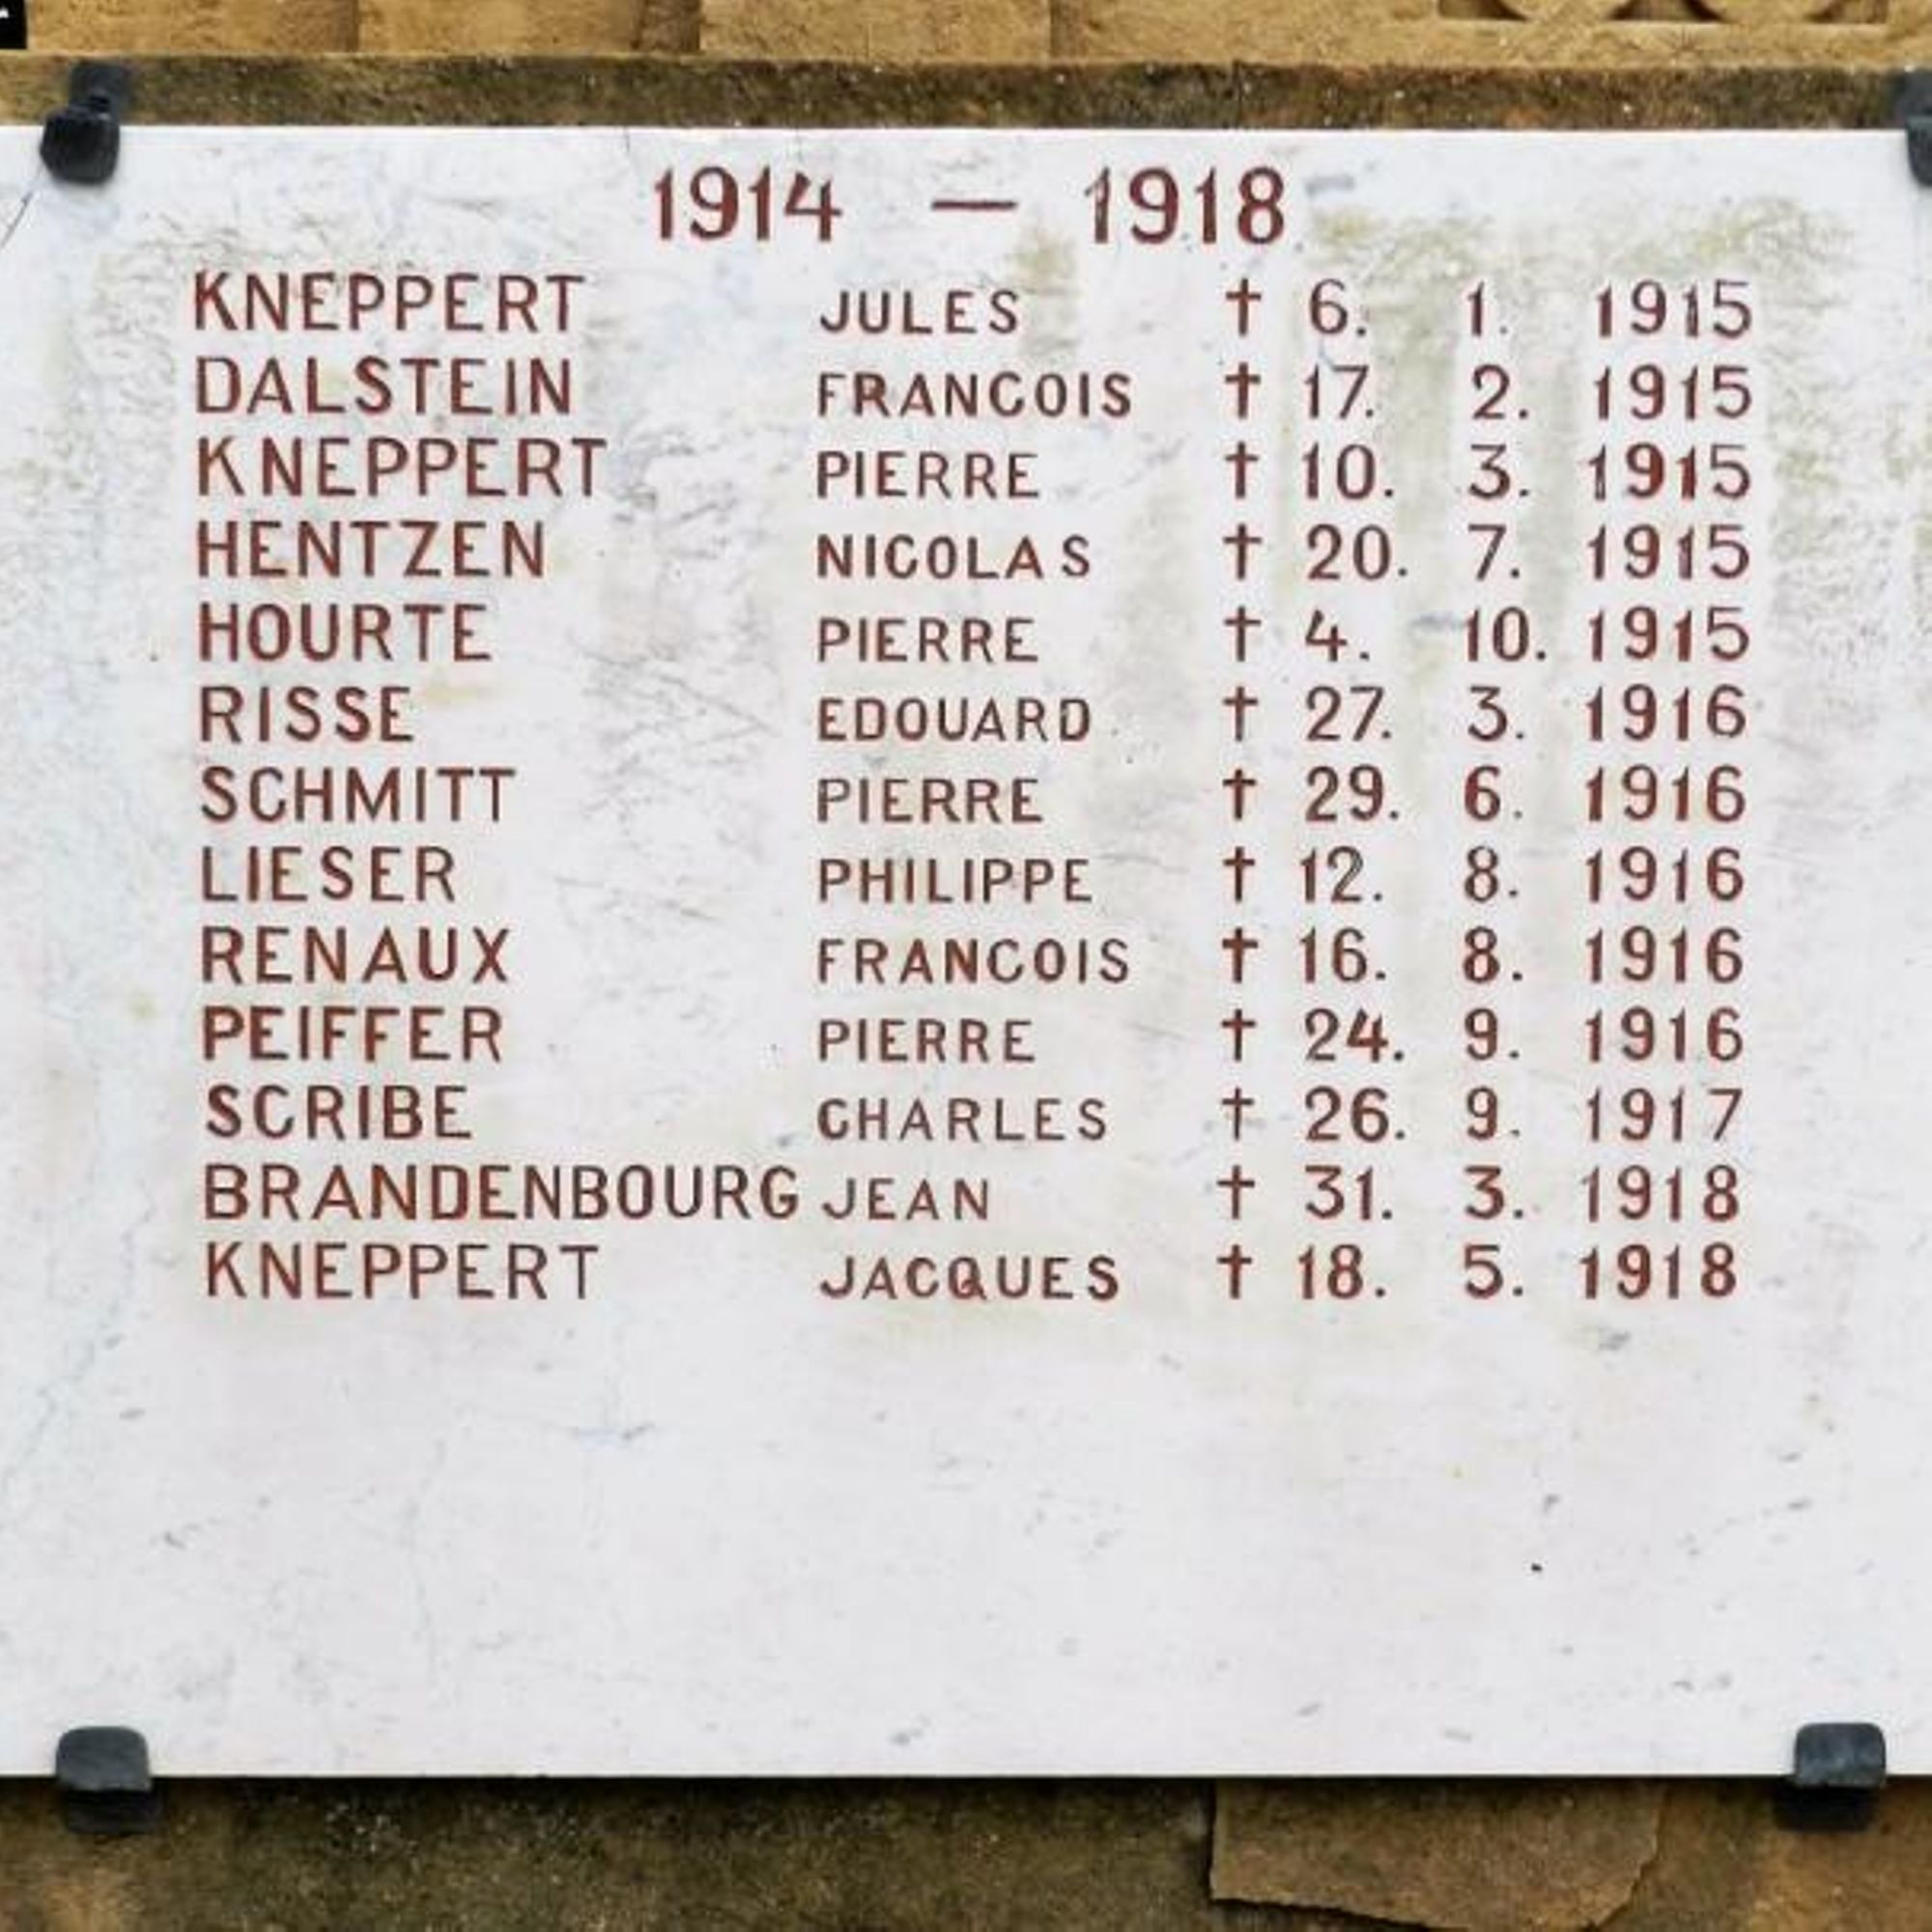 1914 — 1918
KNEPPERT JULES † 6. 1. 1915
DALSTEIN FRANCOIS † 17. 2. 1915
KNEPPERT PIERRE † 10. 3. 1915
HENTZEN NICOLAS † 20. 7. 1915
HOURTE PIERRE † 4. 10. 1915
RISSE EDOUARD † 27. 3. 1916
SCHMITT PIERRE † 29. 6. 1916
LIESER PHILIPPE † 12. 8. 1916
RENAUX FRANCOIS † 16. 8. 1916
PEIFFER PIERRE † 24. 9. 1916
SCRIBE CHARLES † 26. 9. 1917
BRANDENBOURG JEAN † 31. 3. 1918
KNEPPERT JACQUES † 18. 5. 1918